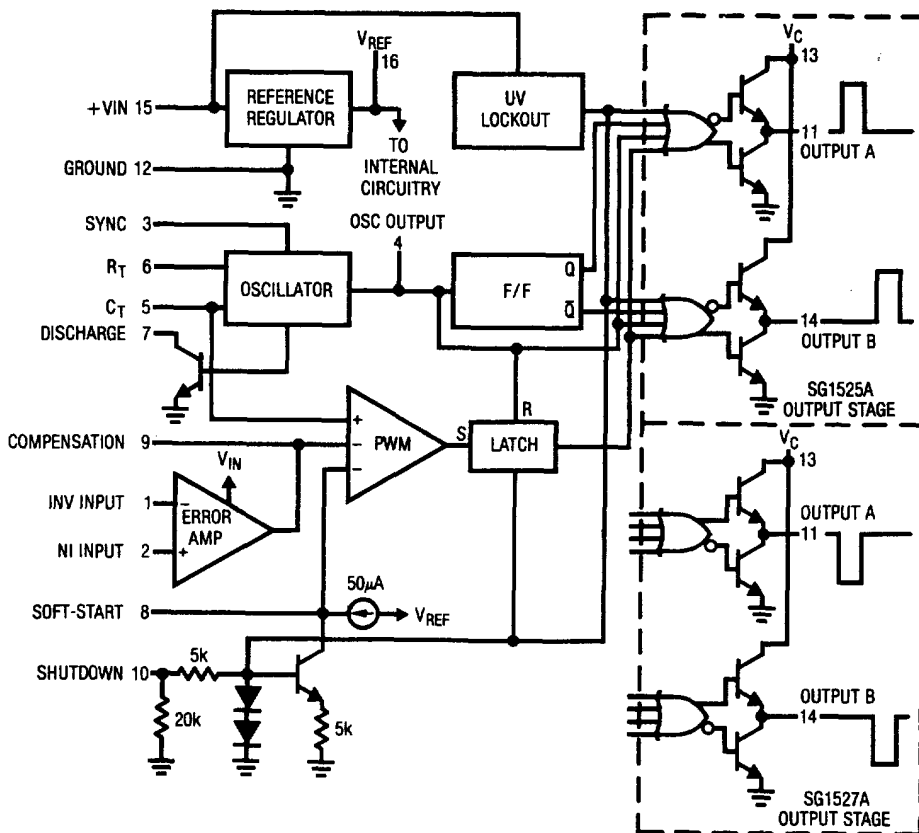 VREF
16
VC
13
+VIN 15
REFERENCE
REGULATOR
UV
LOCKOUT
TO
INTERNAL
CIRCUITRY
11
OUTPUT A
GROUND 12
SYNC 3
OSC OUTPUT
4
RT 6
OSCILLATOR
F/F
Q
Q̅
CT 5
DISCHARGE 7
14
OUTPUT B
SG1525A
OUTPUT STAGE
+
−
−
PWM
S
R
LATCH
COMPENSATION 9
VIN
VC
13
INV INPUT 1
−
ERROR
AMP
NI INPUT 2
+
OUTPUT A
11
50μA
SOFT-START 8
VREF
SHUTDOWN 10
5k
20k
5k
OUTPUT B
14
SG1527A
OUTPUT STAGE